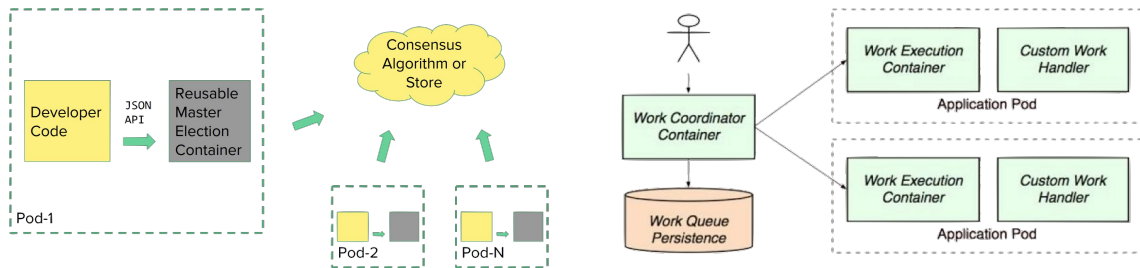 Developer
Code
JSON
API
Reusable
Master
Election
Container
Pod-1
Consensus
Algorithm or
Store
Pod-2
Pod-N
Work Coordinator
Container
Work Queue
Persistence
Work Execution
Container
Custom Work
Handler
Application Pod
Work Execution
Container
Custom Work
Handler
Application Pod